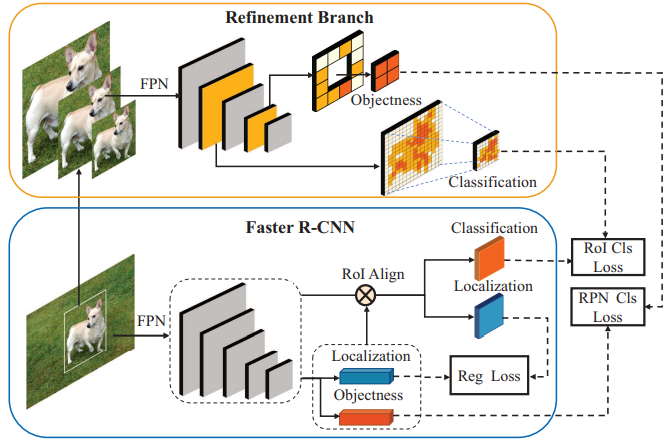 Refinement Branch
FPN
Objectness
Classification
Faster R-CNN
Classification
RoI Align
Localization
FPN
Localization
Objectness
RoI Cls
Loss
RPN Cls
Loss
Reg Loss